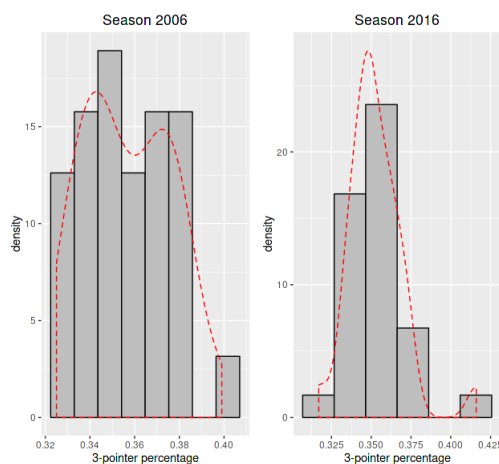 Season 2006
density
15
10
5
0
0.32 0.34 0.36 0.38 0.40
3-pointer percentage
Season 2016
density
20
10
0
0.325 0.350 0.375 0.400 0.425
3-pointer percentage